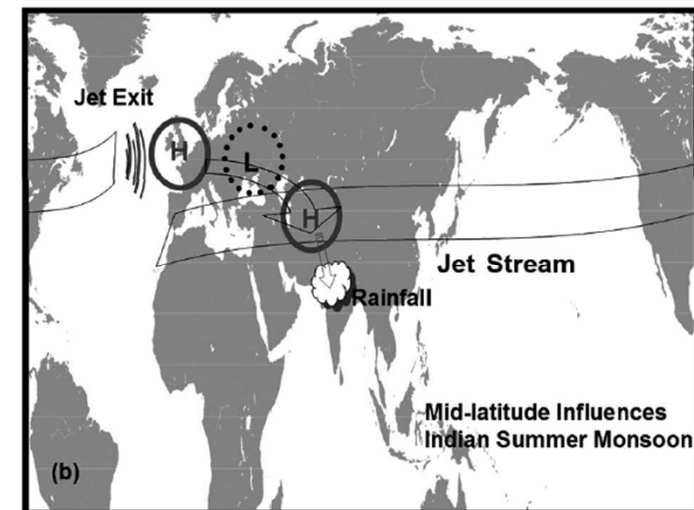 Jet Exit
H
L
H
Jet Stream
Rainfall
Mid-latitude Influences
Indian Summer Monsoon
(b)